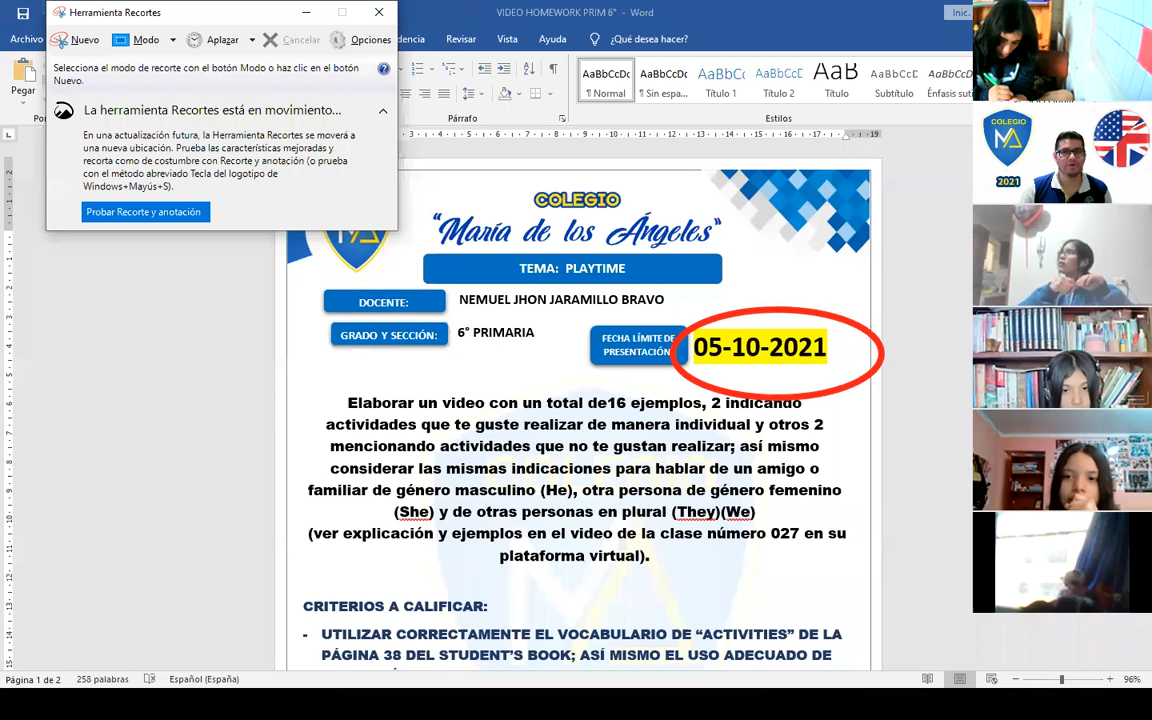 VIDEO HOMEWORK PRIM 6° - Word
Inic.
Herramienta Recortes
Nuevo
Modo
Aplazar
Cancelar
Opciones
Selecciona el modo de recorte con el botón Modo o haz clic en el botón
Nuevo.
La herramienta Recortes está en movimiento...
En una actualización futura, la Herramienta Recortes se moverá a
una nueva ubicación. Prueba las características mejoradas y
recorta como de costumbre con Recorte y anotación (o prueba
con el método abreviado Tecla del logotipo de
Windows+Mayús+S).
Probar Recorte y anotación
Archivo
dencia
Revisar
Vista
Ayuda
¿Qué desea hacer?
Pegar
Párrafo
AaBbCcDc
AaBbCcDc
AaBbCc
AaBbCcC
AaB
AaBbCcD
¶ Normal
¶ Sin espa...
Título 1
Título 2
Título
Subtítulo
Énfasis sutil
Estilos
COLEGIO
“María de los Ángeles”
TEMA: PLAYTIME
DOCENTE:
NEMUEL JHON JARAMILLO BRAVO
GRADO Y SECCIÓN:
6° PRIMARIA
FECHA LÍMITE DE
PRESENTACIÓN
05-10-2021
Elaborar un video con un total de16 ejemplos, 2 indicando
actividades que te guste realizar de manera individual y otros 2
mencionando actividades que no te gustan realizar; así mismo
considerar las mismas indicaciones para hablar de un amigo o
familiar de género masculino (He), otra persona de género femenino
(She) y de otras personas en plural (They)(We)
(ver explicación y ejemplos en el video de la clase número 027 en su
plataforma virtual).
CRITERIOS A CALIFICAR:
- UTILIZAR CORRECTAMENTE EL VOCABULARIO DE “ACTIVITIES” DE LA
PÁGINA 38 DEL STUDENT’S BOOK; ASÍ MISMO EL USO ADECUADO DE
Página 1 de 2
258 palabras
Español (España)
96%
COLEGIO
MA
2021